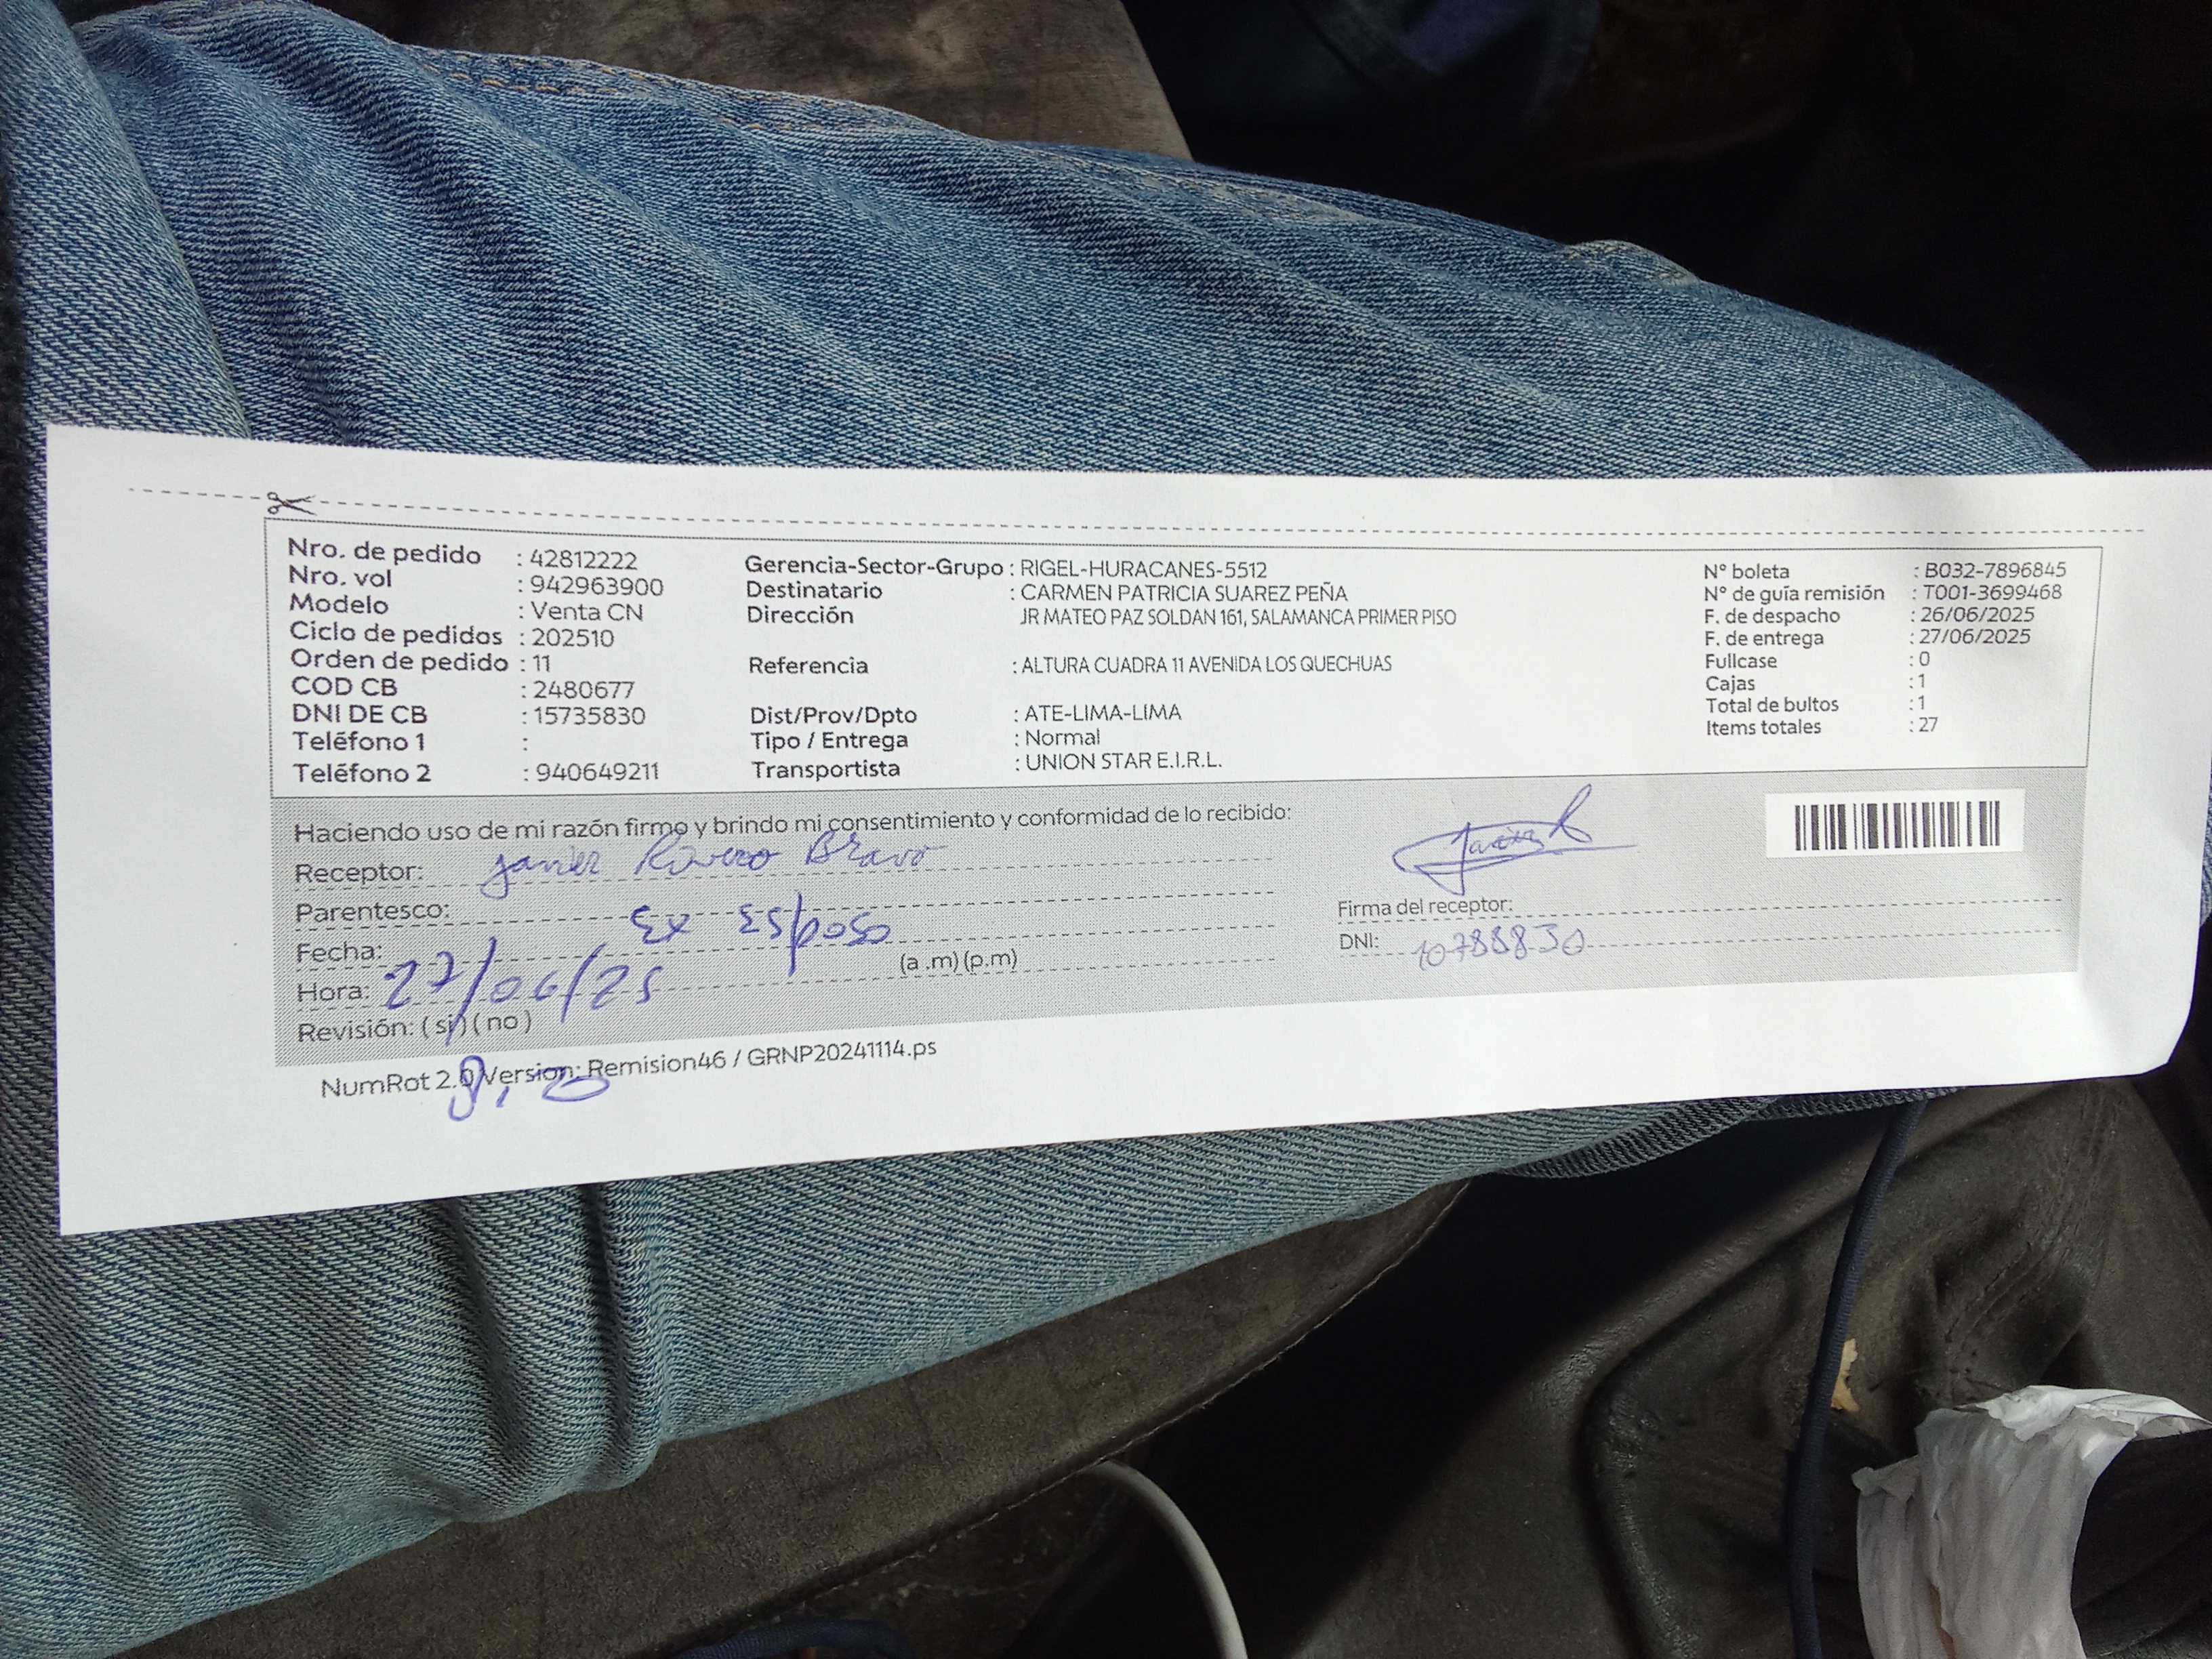 Nro. de pedido : 42812222
Nro. vol : 942963900
Modelo : Venta CN
Ciclo de pedidos : 202510
Orden de pedido : 11
COD CB : 2480677
DNI DE CB : 15735830
Teléfono 1 :
Teléfono 2 : 940649211
Gerencia-Sector-Grupo : RIGEL-HURACANES-5512
Destinatario : CARMEN PATRICIA SUAREZ PEÑA
Dirección JR MATEO PAZ SOLDAN 161, SALAMANCA PRIMER PISO
Referencia : ALTURA CUADRA 11 AVENIDA LOS QUECHUAS
Dist/Prov/Dpto : ATE-LIMA-LIMA
Tipo / Entrega : Normal
Transportista : UNION STAR E.I.R.L.
N° boleta : B032-7896845
N° de guía remisión : T001-3699468
F. de despacho : 26/06/2025
F. de entrega : 27/06/2025
Fullcase : 0
Cajas : 1
Total de bultos : 1
Items totales : 27
Haciendo uso de mi razón firmo y brindo mi consentimiento y conformidad de lo recibido:
Receptor: Javier Rivero Bravo
Parentesco: Ex Esposo
Fecha: 27/06/25
Hora: (a .m) (p.m)
Revisión: ( si ) ( no )
Firma del receptor:
DNI:
NumRot 2.0 Version: Remision46 / GRNP20241114.ps